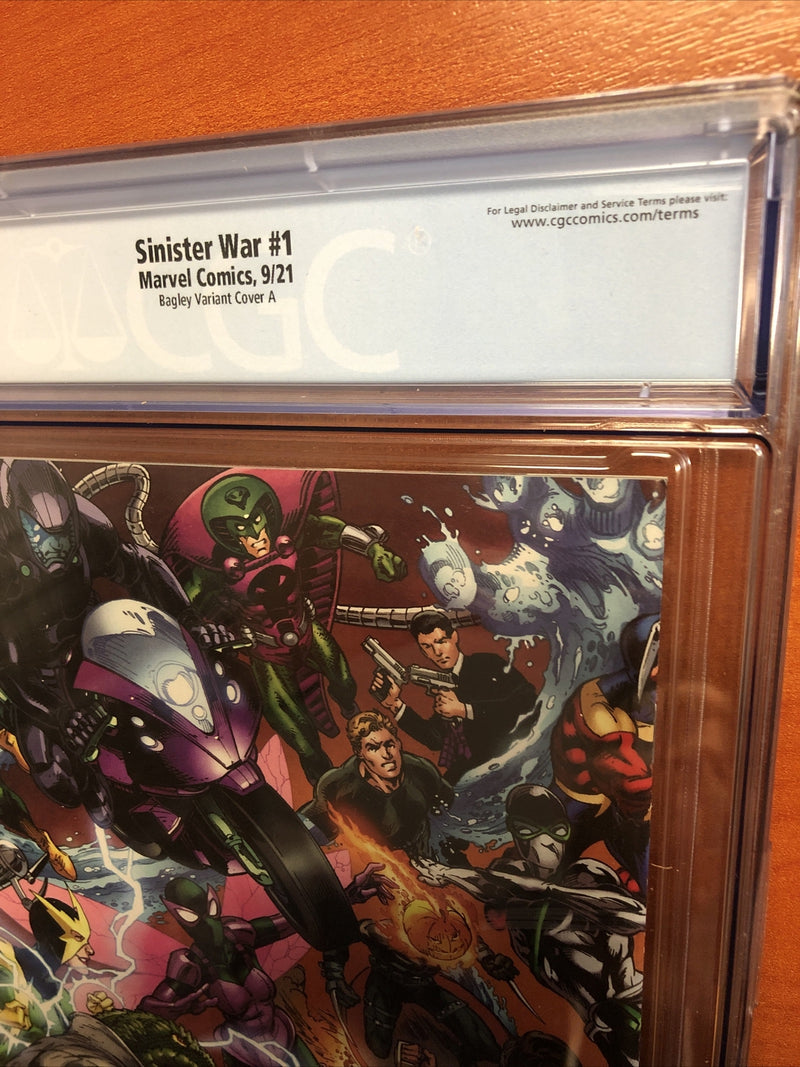 Sinister War #1
Marvel Comics, 9/21
Bagley Variant Cover A
For Legal Disclaimer and Service Terms please visit:
www.cgccomics.com/terms
CGC®